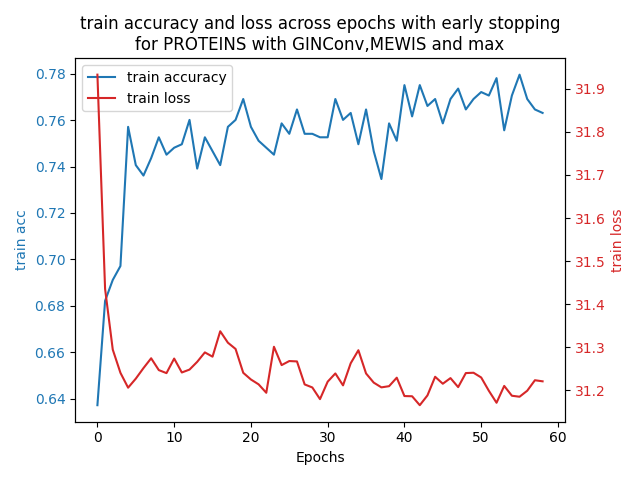 train accuracy and loss across epochs with early stopping
for PROTEINS with GINConv,MEWIS and max
train accuracy
train loss
train acc
0.78
0.76
0.74
0.72
0.70
0.68
0.66
0.64
31.9
31.8
31.7
31.6
31.5
31.4
31.3
31.2
train loss
0 10 20 30 40 50 60
Epochs